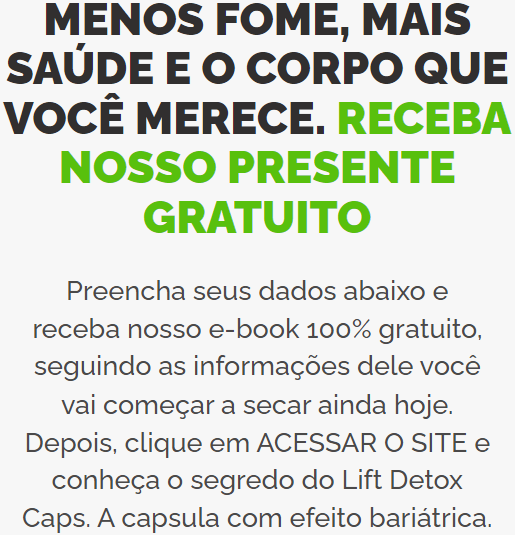 MENOS FOME, MAIS
SAÚDE E O CORPO QUE
VOCÊ MERECE. RECEBA
NOSSO PRESENTE
GRATUITO
Preencha seus dados abaixo e
receba nosso e-book 100% gratuito,
seguindo as informações dele você
vai começar a secar ainda hoje.
Depois, clique em ACESSAR O SITE e
conheça o segredo do Lift Detox
Caps. A capsula com efeito bariátrica.